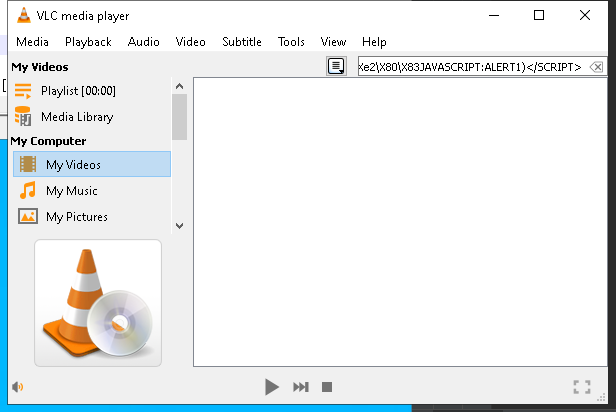 VLC media player
Media Playback Audio Video Subtitle Tools View Help
My Videos
Xe2\X80\X83JAVASCRIPT:ALERT1)</SCRIPT>
Playlist [00:00]
Media Library
My Computer
My Videos
My Music
My Pictures